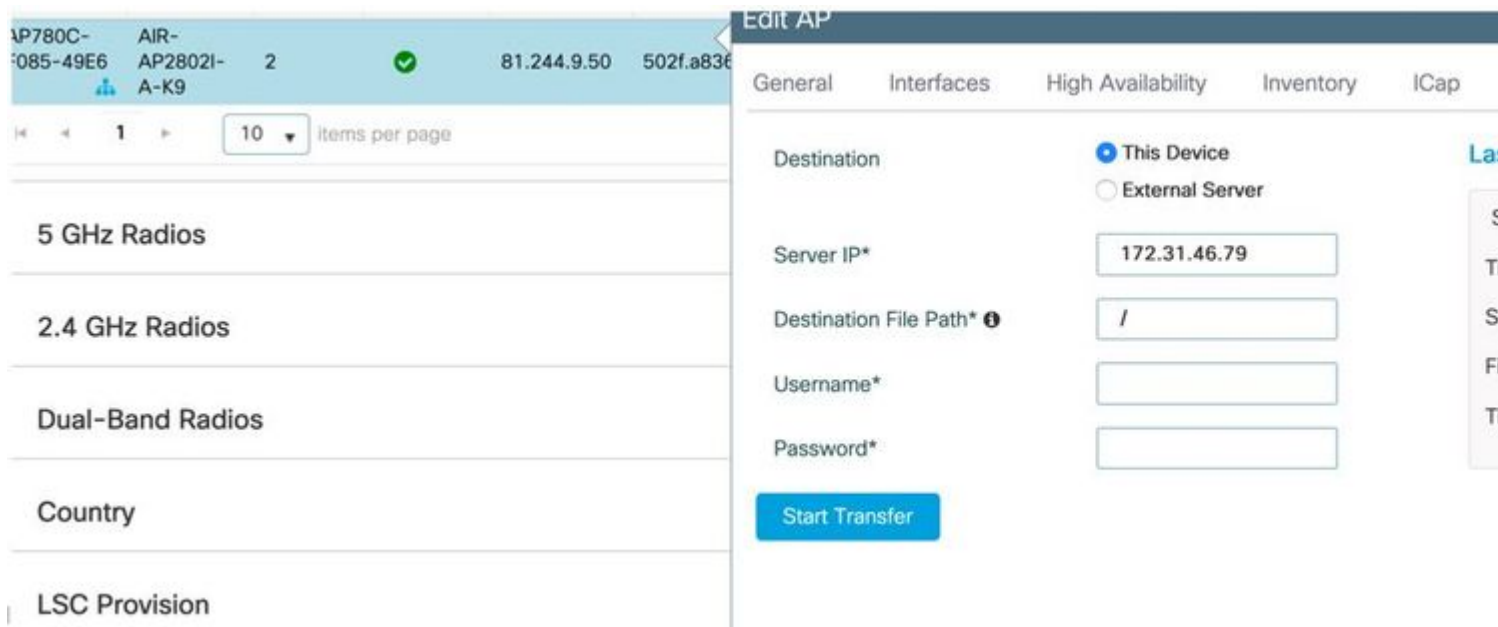 AP780C- AIR-
F085-49E6 AP2802I- 2 81.244.9.50 502f.a836
A-K9
1 10 items per page
5 GHz Radios
2.4 GHz Radios
Dual-Band Radios
Country
LSC Provision
Edit AP
General Interfaces High Availability Inventory ICap
Destination This Device
External Server
Server IP* 172.31.46.79
Destination File Path* /
Username*
Password*
Start Transfer